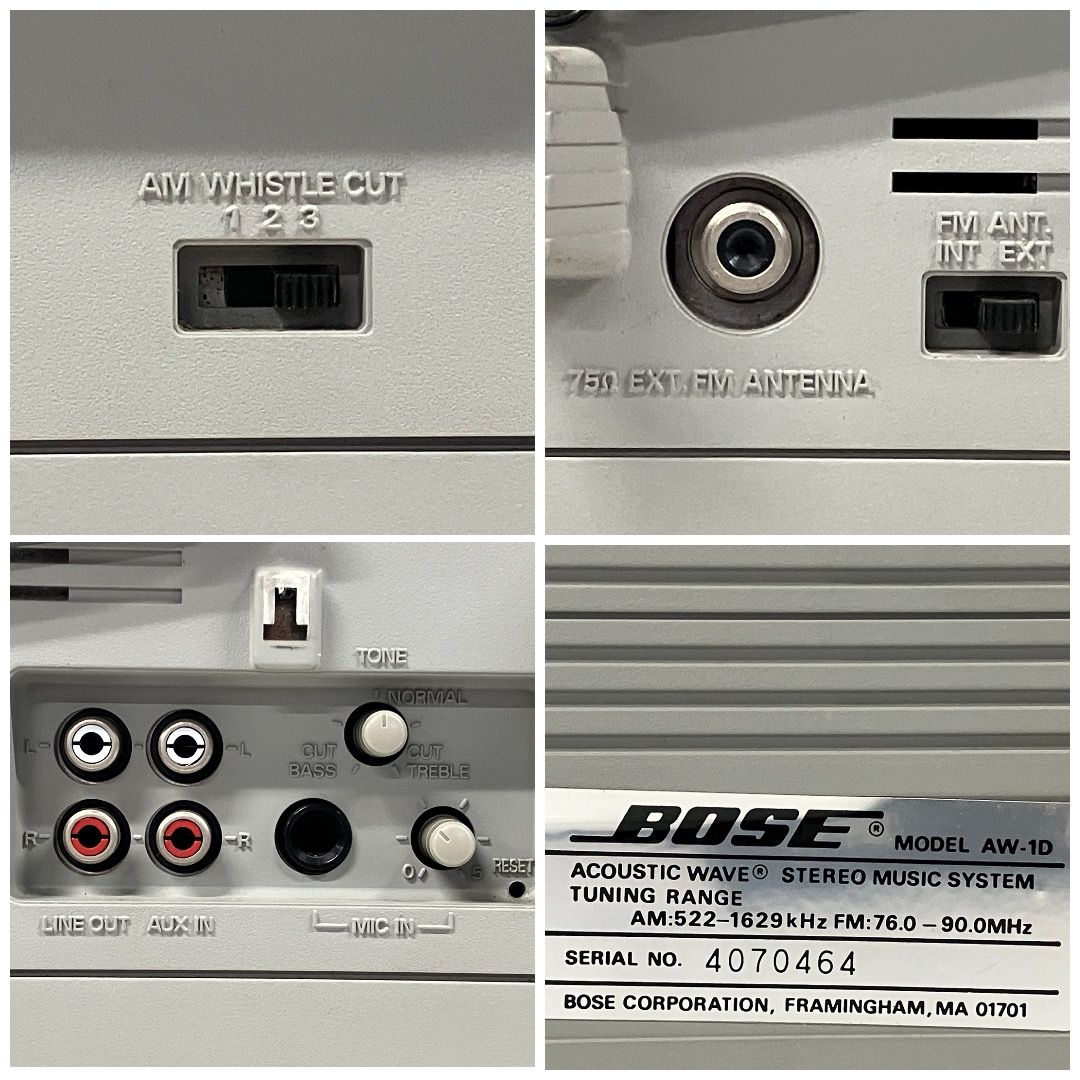 AM WHISTLE CUT
1 2 3
FM ANT.
INT EXT
75Ω EXT. FM ANTENNA
TONE
NORMAL
CUT BASS
CUT TREBLE
L L
R R
0 5
RESET
LINE OUT AUX IN MIC IN
BOSE® MODEL AW-1D
ACOUSTIC WAVE® STEREO MUSIC SYSTEM
TUNING RANGE
AM:522–1629kHz FM:76.0 – 90.0MHz
SERIAL NO. 4070464
BOSE CORPORATION, FRAMINGHAM, MA 01701